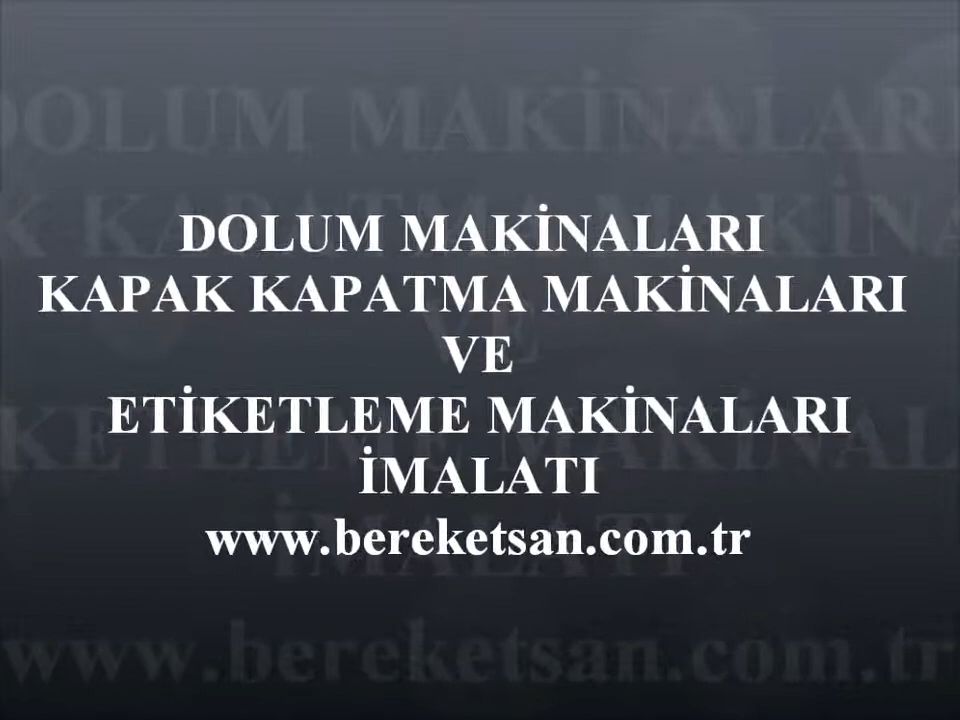 DOLUM MAKİNALARI
KAPAK KAPATMA MAKİNALARI
VE
ETİKETLEME MAKİNALARI
İMALATI
www.bereketsan.com.tr